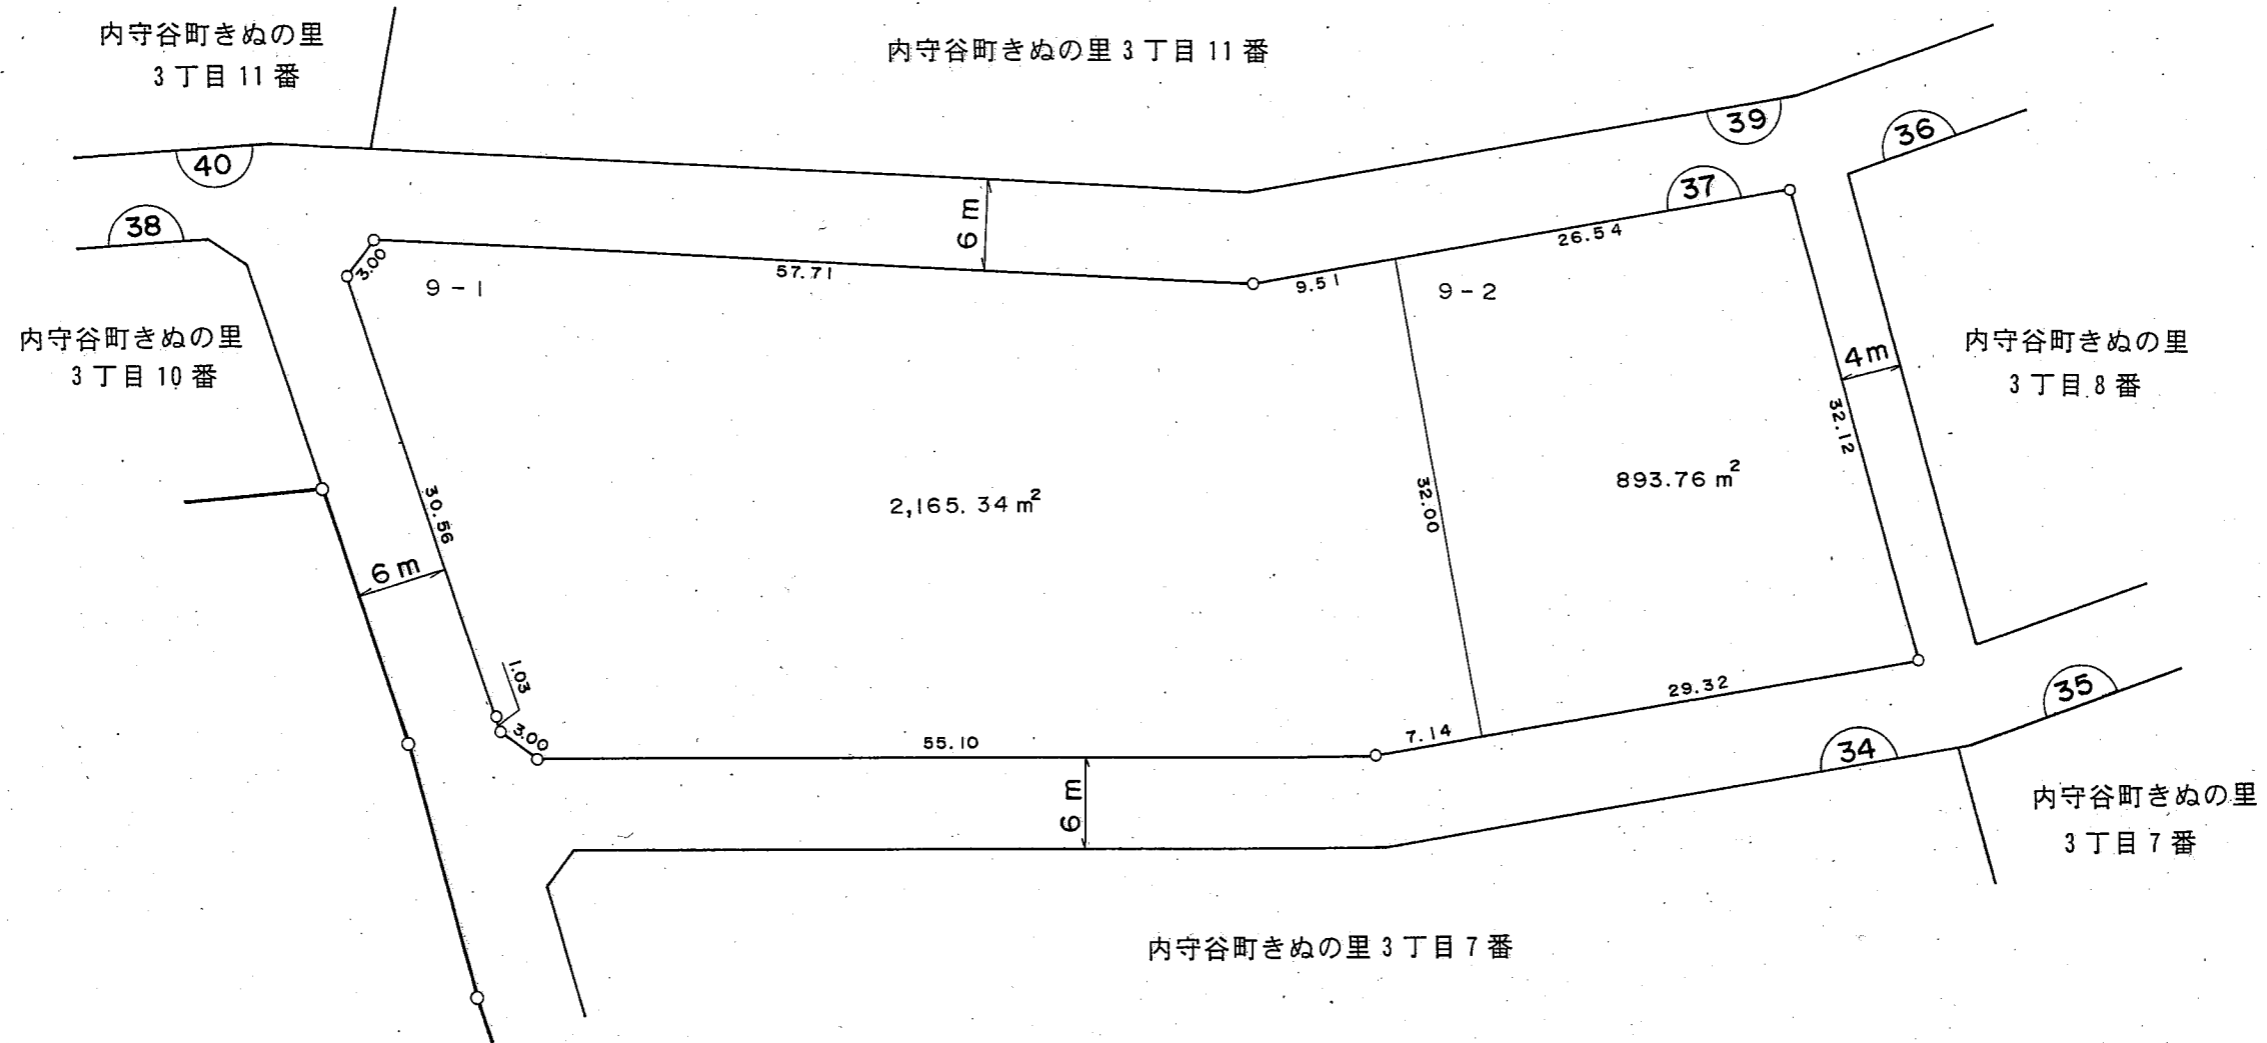 内守谷町きぬの里
3丁目11番
内守谷町きぬの里3丁目11番
39
36
40
37
38
6m
26.54
3.00
57.71
9.51
9-1
9-2
内守谷町きぬの里
3丁目10番
内守谷町きぬの里
3丁目8番
4m
32.12
30.56
2,165.34m²
32.00
893.76m²
6m
1.03
3.00
55.10
7.14
29.32
35
34
6m
内守谷町きぬの里
3丁目7番
内守谷町きぬの里3丁目7番